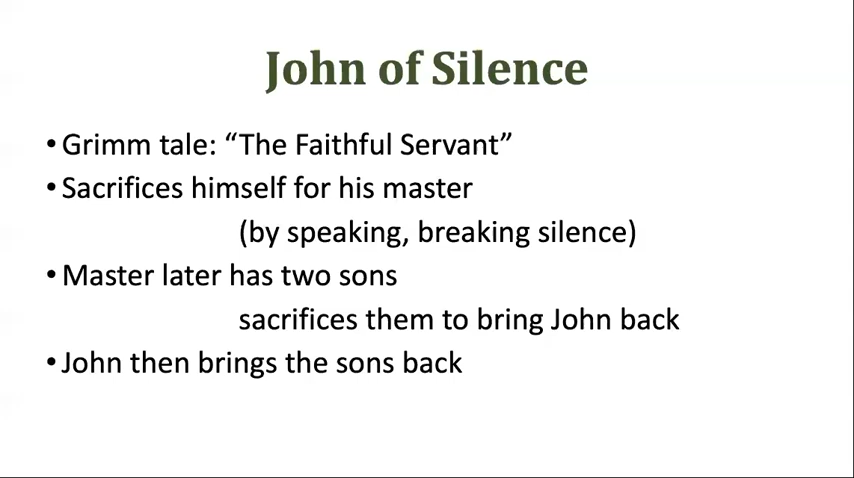 John of Silence
• Grimm tale: “The Faithful Servant”
• Sacrifices himself for his master
(by speaking, breaking silence)
• Master later has two sons
sacrifices them to bring John back
• John then brings the sons back